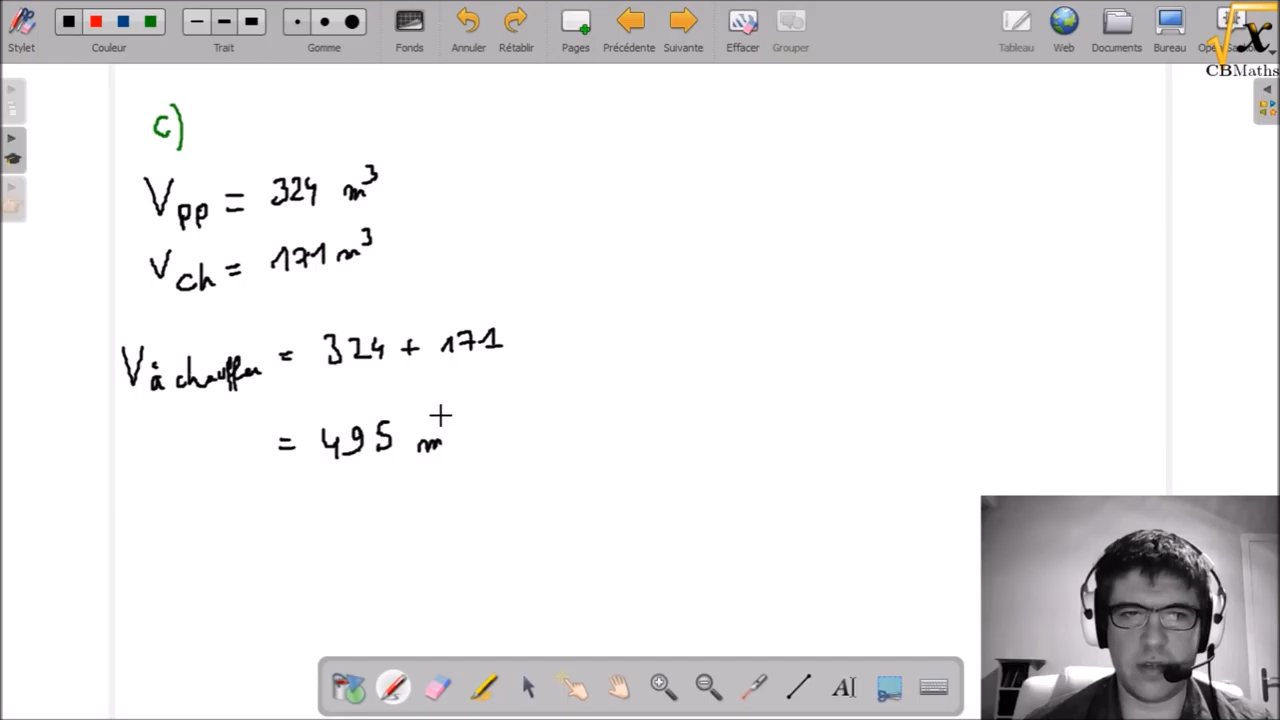 Stylet
Couleur
Trait
Gomme
Fonds
Annuler
Rétablir
Pages
Précédente
Suivante
Effacer
Grouper
Tableau
Web
Documents
Bureau
√x
CBMaths
c)
Vpp = 324 m³
Vch = 171 m³
Và chauffer = 324 + 171
= 495 m
AI